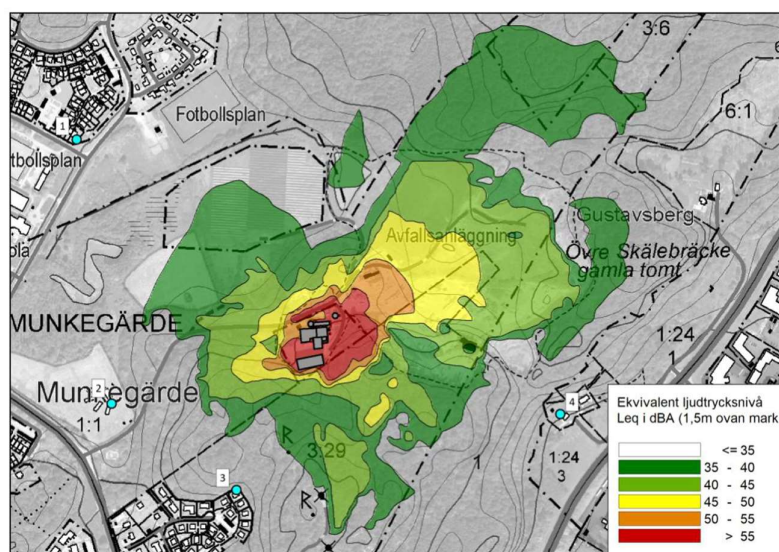 3:6
Fotbollsplan
6:1
1
tbollsplan
Gustavsberg
Avfallsanläggning
Övre Skälebräcke
gamla tomt
MUNKEGÄRDE
1:24
1
2
Mun
egärde
1:1
4
R
3:29
1
1:24
3
3
R
Ekvivalent ljudtrycksnivå
Leq i dBA (1,5m ovan mark
<= 35
35 - 40
40 - 45
45 - 50
50 - 55
> 55